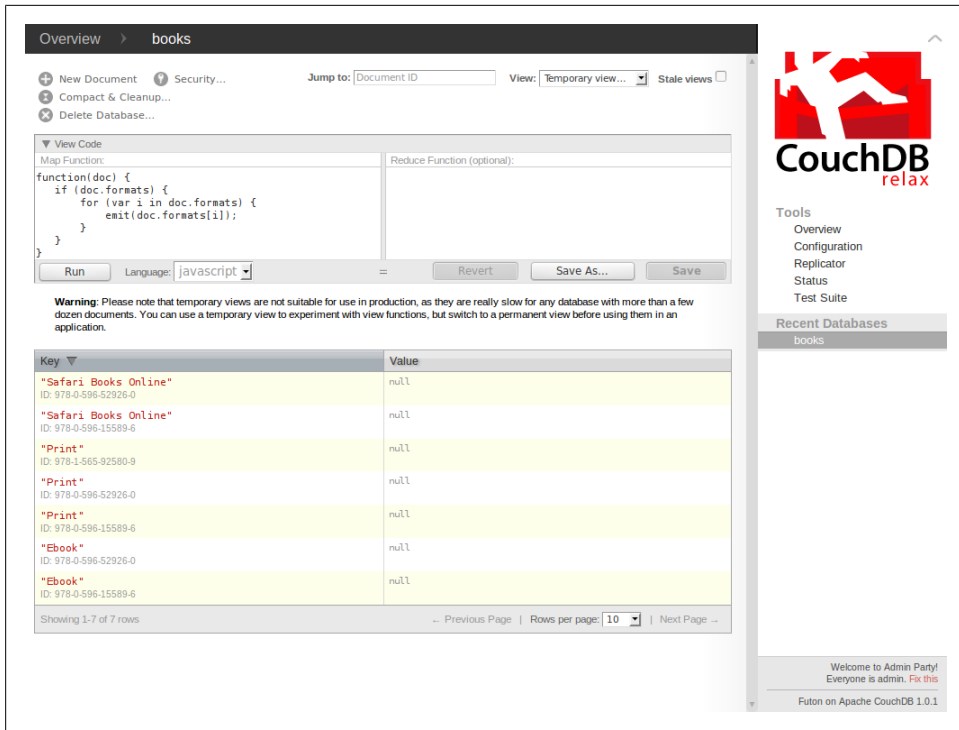 Overview books
New Document Security...
Jump to: Document ID View: Temporary view... Stale views
Compact & Cleanup...
Delete Database...
▼ View Code
Map Function: Reduce Function (optional):
function(doc) {
if (doc.formats) {
for (var i in doc.formats) {
emit(doc.formats[i]);
}
}
}
Run Language: javascript = Revert Save As... Save
Warning: Please note that temporary views are not suitable for use in production, as they are really slow for any database with more than a few
dozen documents. You can use a temporary view to experiment with view functions, but switch to a permanent view before using them in an
application.
Key ▼ Value
"Safari Books Online" null
ID: 978-0-596-52926-0
"Safari Books Online" null
ID: 978-0-596-15589-6
"Print" null
ID: 978-1-565-92580-9
"Print" null
ID: 978-0-596-52926-0
"Print" null
ID: 978-0-596-15589-6
"Ebook" null
ID: 978-0-596-52926-0
"Ebook" null
ID: 978-0-596-15589-6
Showing 1-7 of 7 rows ← Previous Page | Rows per page: 10 | Next Page →
CouchDB
relax
Tools
Overview
Configuration
Replicator
Status
Test Suite
Recent Databases
books
Welcome to Admin Party!
Everyone is admin. Fix this
Futon on Apache CouchDB 1.0.1